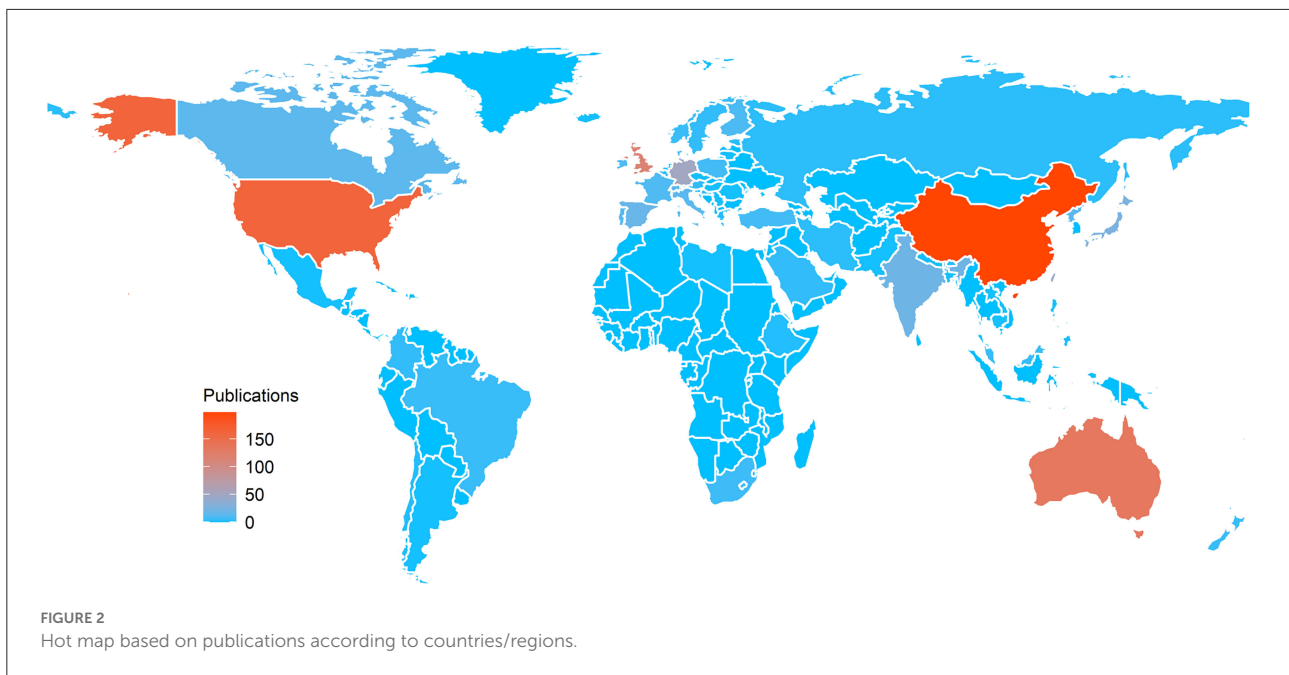 Publications
150
100
50
0
FIGURE 2
Hot map based on publications according to countries/regions.